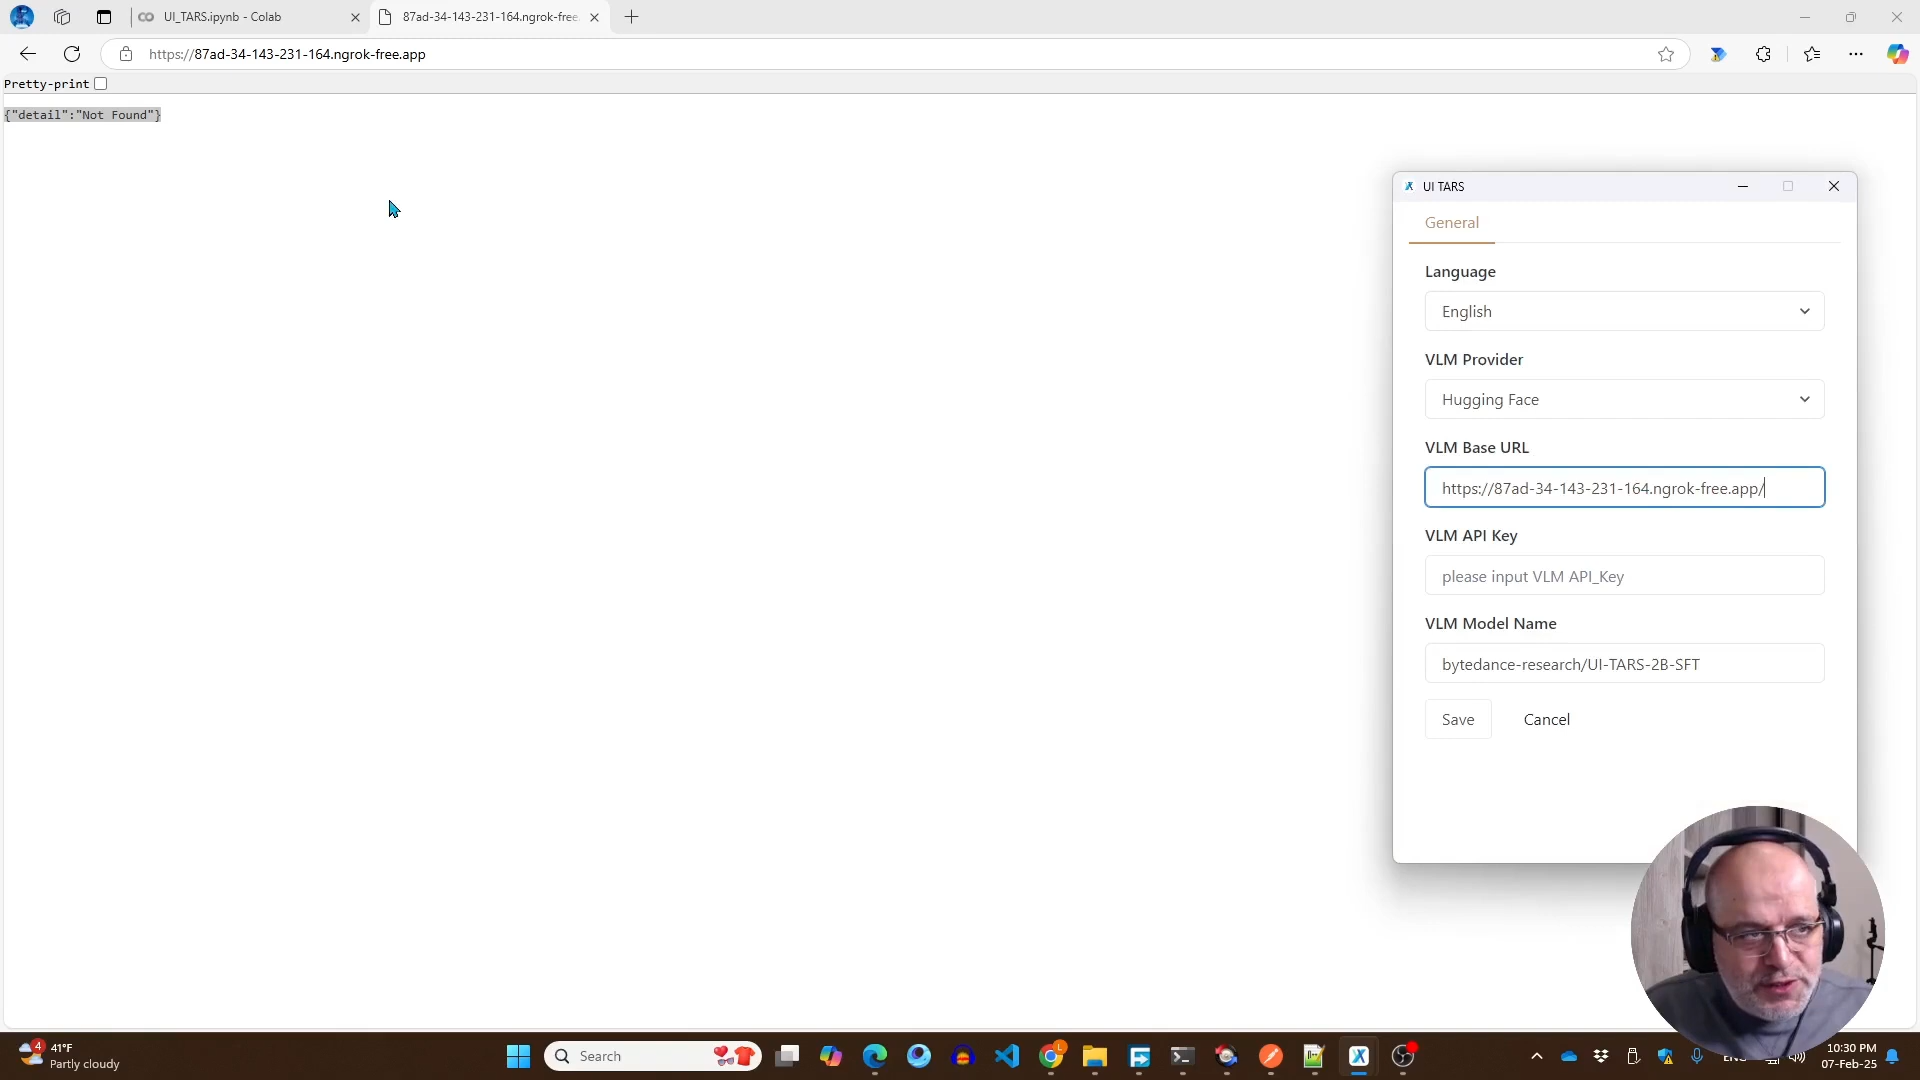 UI_TARS.ipynb - Colab
87ad-34-143-231-164.ngrok-free.
https://87ad-34-143-231-164.ngrok-free.app
Pretty-print
{"detail":"Not Found"}
UI TARS
General
Language
English
VLM Provider
Hugging Face
VLM Base URL
https://87ad-34-143-231-164.ngrok-free.app/
VLM API Key
please input VLM API_Key
VLM Model Name
bytedance-research/UI-TARS-2B-SFT
Save Cancel
4
41°F
Partly cloudy
Search
10:30 PM
07-Feb-25